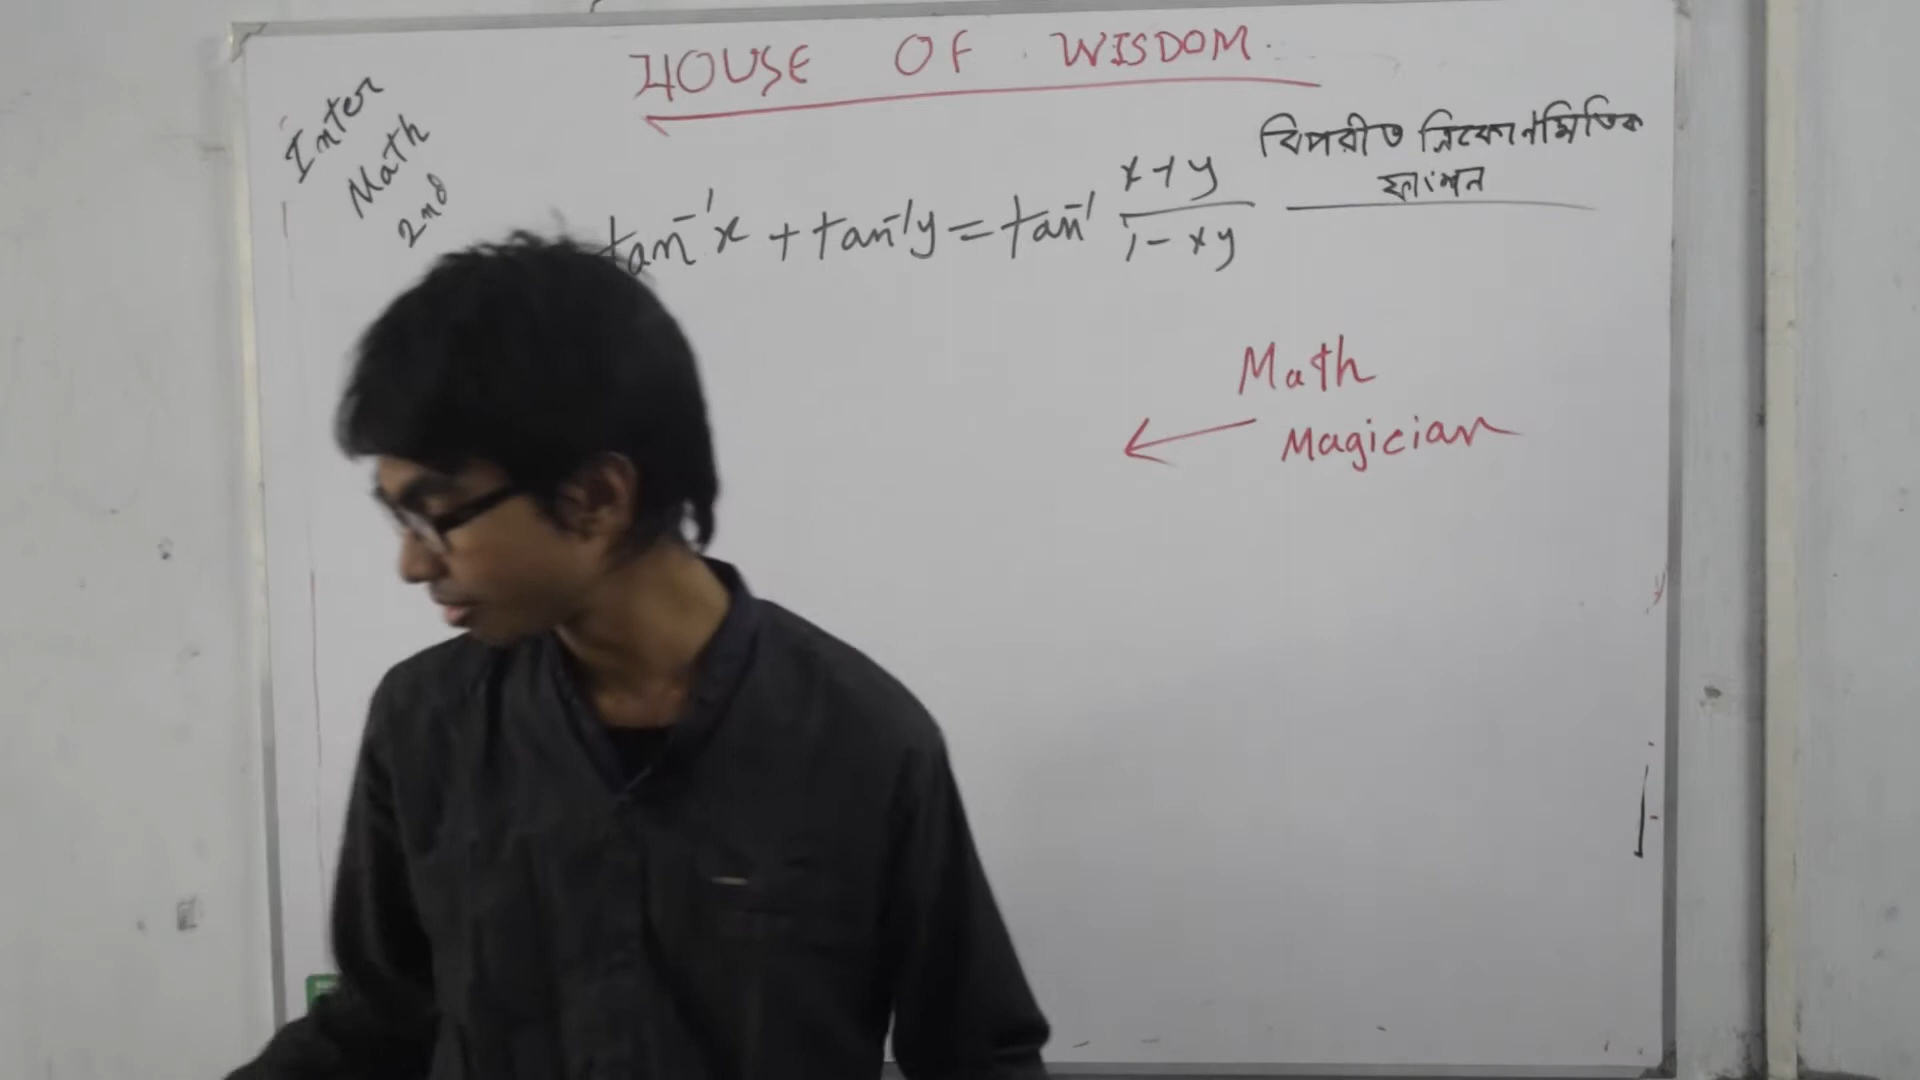 HOUSE OF WISDOM.
Inter
Math
2nd
বিপরীত ত্রিকোণমিতিক
ফাংশন
tan⁻¹x + tan⁻¹y = tan⁻¹ (x+y)/(1-xy)
Math
Magician